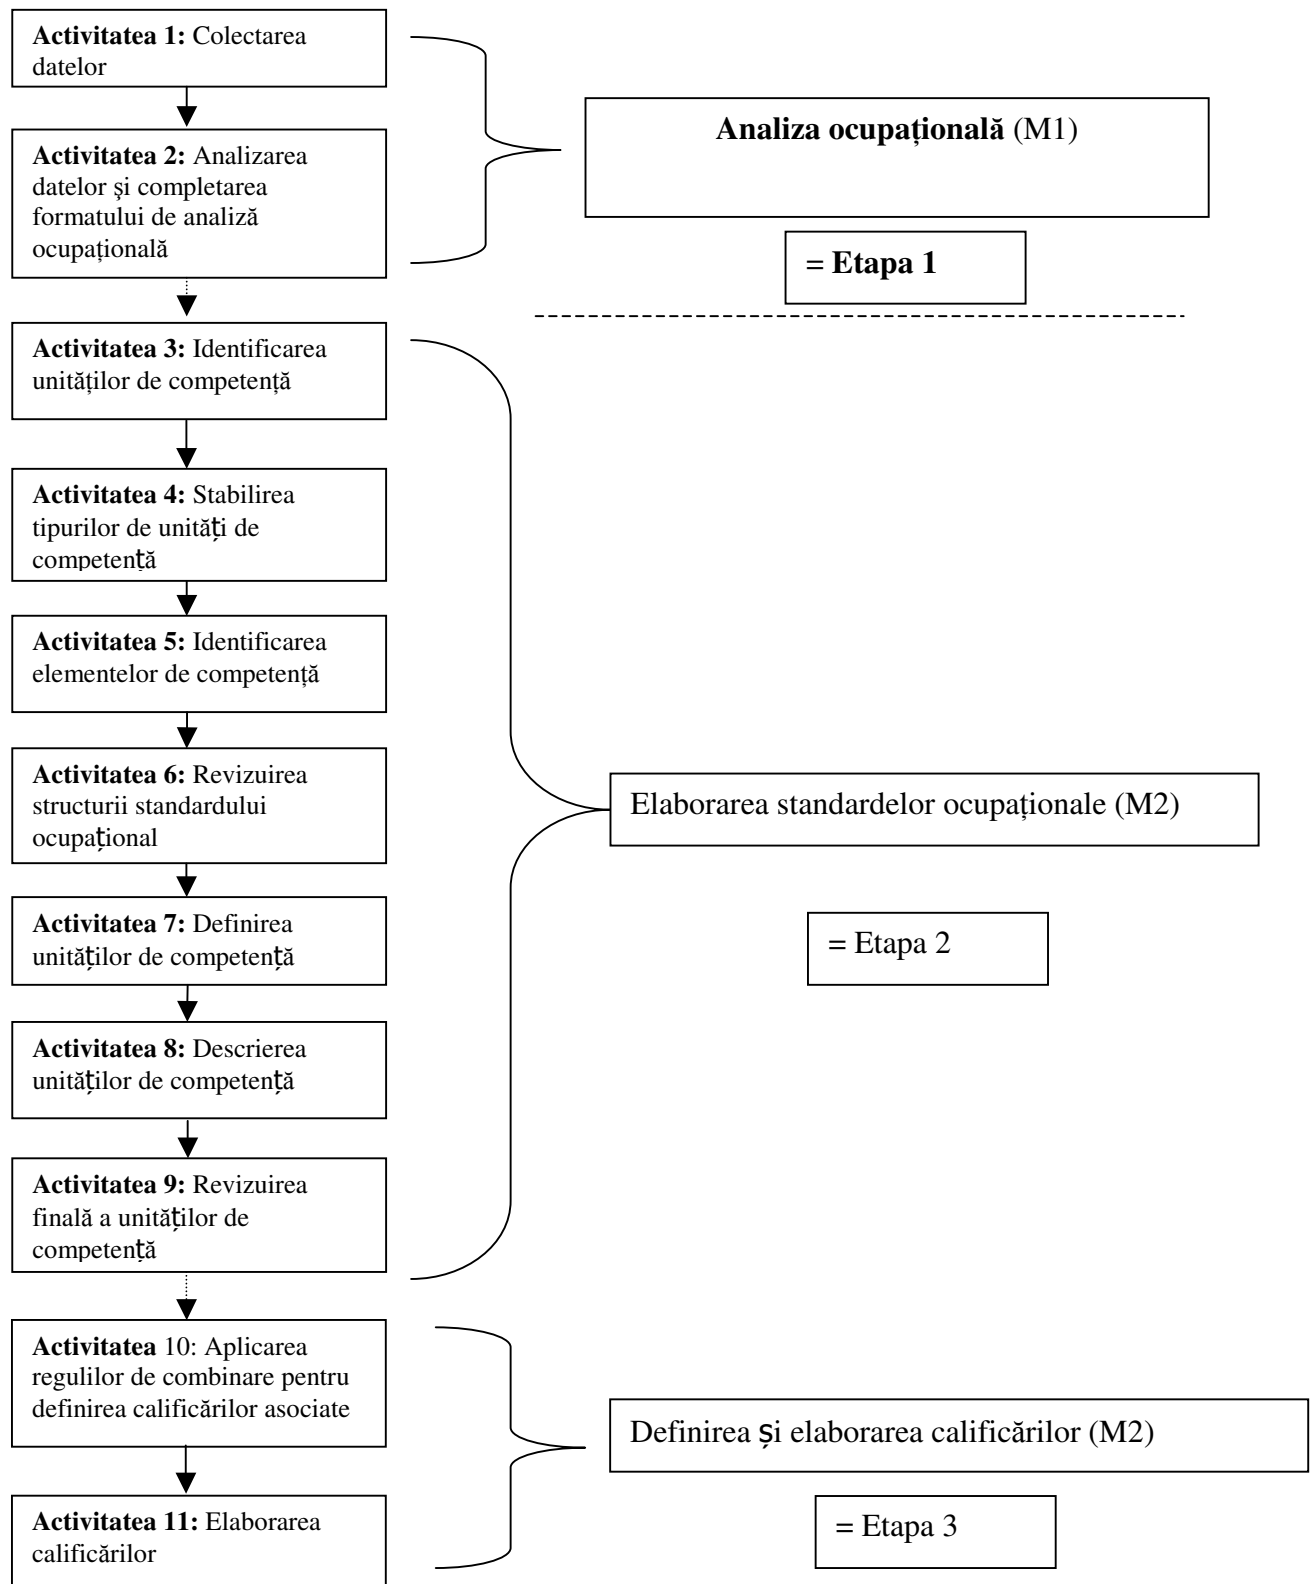 Activitatea 1: Colectarea
datelor
Activitatea 2: Analizarea
datelor şi completarea
formatului de analiză
ocupațională
Analiza ocupațională (M1)
= Etapa 1
Activitatea 3: Identificarea
unităților de competență
Activitatea 4: Stabilirea
tipurilor de unități de
competență
Activitatea 5: Identificarea
elementelor de competență
Activitatea 6: Revizuirea
structurii standardului
ocupațional
Activitatea 7: Definirea
unităților de competență
Activitatea 8: Descrierea
unităților de competență
Activitatea 9: Revizuirea
finală a unităților de
competență
Elaborarea standardelor ocupaționale (M2)
= Etapa 2
Activitatea 10: Aplicarea
regulilor de combinare pentru
definirea calificărilor asociate
Activitatea 11: Elaborarea
calificărilor
Definirea și elaborarea calificărilor (M2)
= Etapa 3